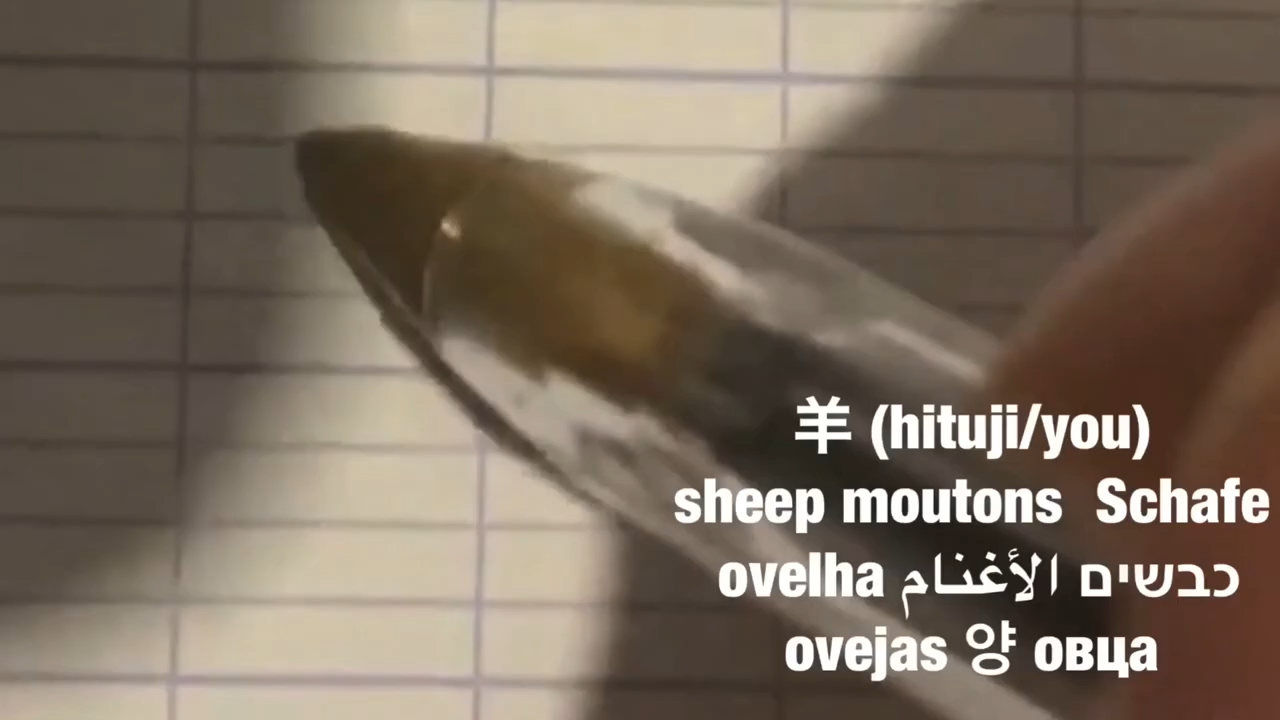 羊 (hituji/you)
sheep moutons Schafe
ovelha الأغنام כבשים
ovejas 양 овца